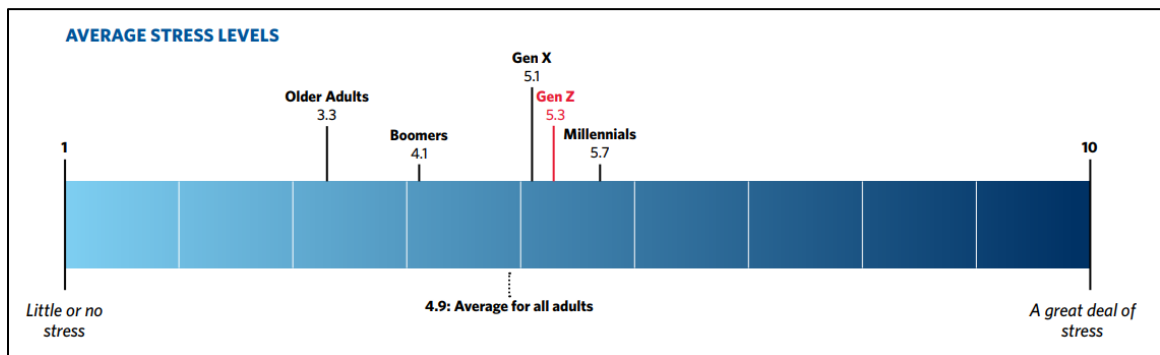 AVERAGE STRESS LEVELS
Gen X
5.1
Older Adults
3.3
Gen Z
5.3
Boomers
4.1
Millennials
5.7
1
10
4.9: Average for all adults
Little or no
stress
A great deal of
stress